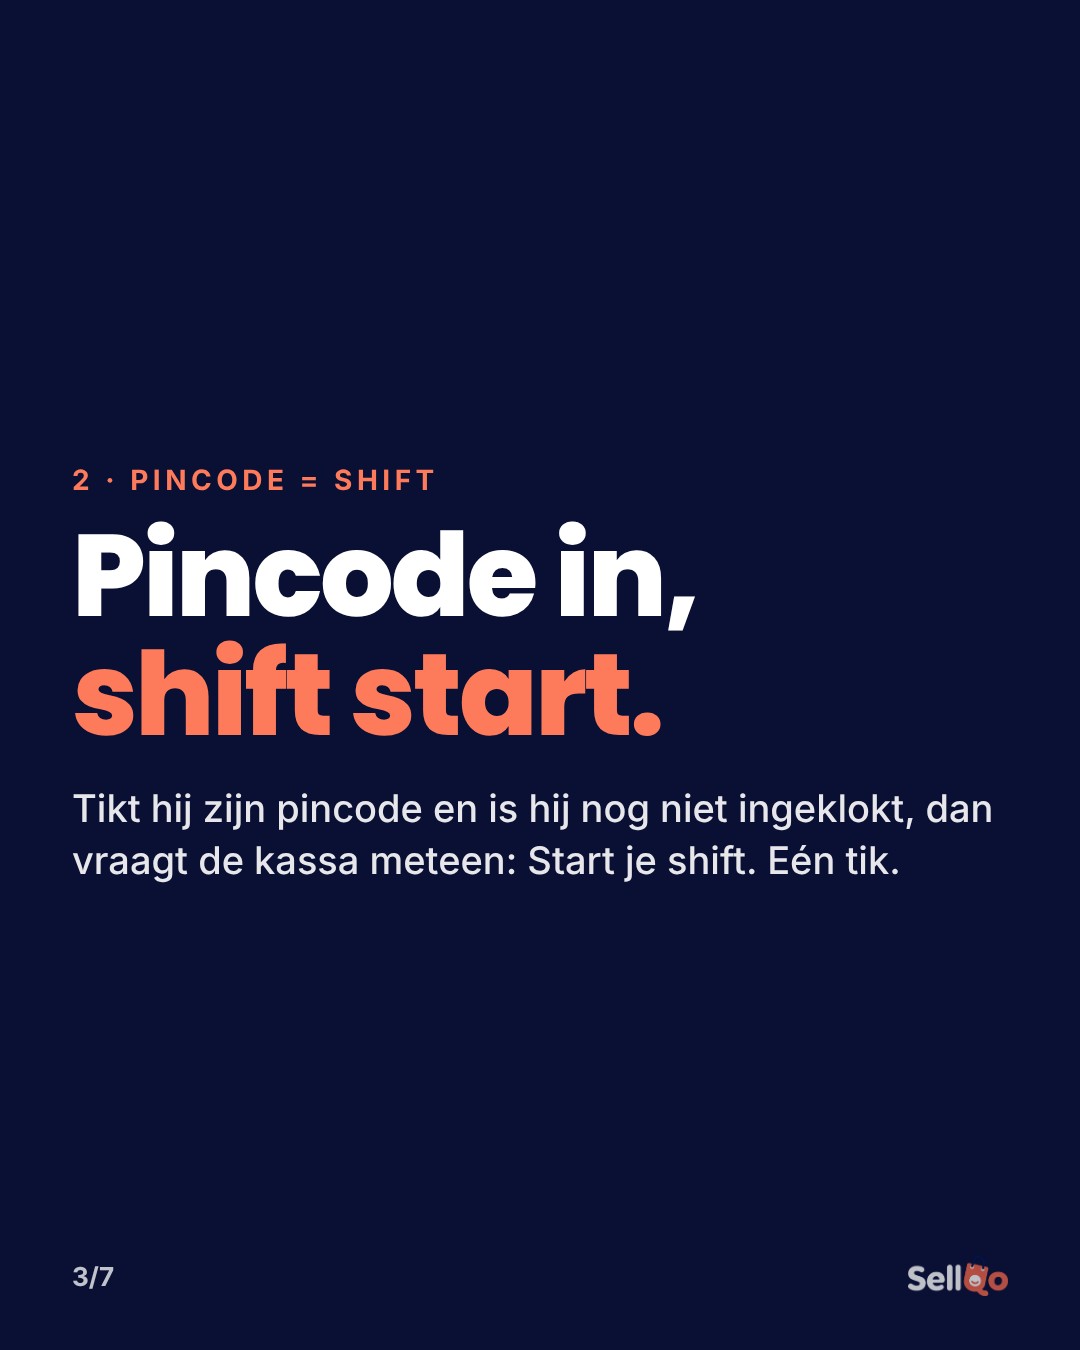 2 · PINCODE = SHIFT
Pincode in,
shift start.
Tikt hij zijn pincode en is hij nog niet ingeklokt, dan
vraagt de kassa meteen: Start je shift. Eén tik.
3/7
SellQo